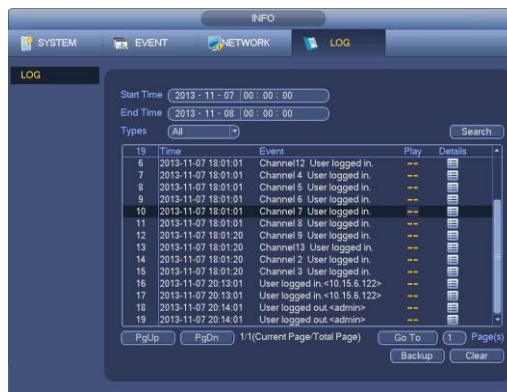 INFO
SYSTEM EVENT NETWORK LOG
LOG
Start Time 2013 - 11 - 07 00 : 00 : 00
End Time 2013 - 11 - 08 00 : 00 : 00
Types All Search
19 Time Event Play Details
6 2013-11-07 18:01:01 Channel12 User logged in. --
7 2013-11-07 18:01:01 Channel 4 User logged in. --
8 2013-11-07 18:01:01 Channel 5 User logged in. --
9 2013-11-07 18:01:01 Channel 6 User logged in. --
10 2013-11-07 18:01:01 Channel 7 User logged in. --
11 2013-11-07 18:01:01 Channel 8 User logged in. --
12 2013-11-07 18:01:20 Channel 9 User logged in. --
13 2013-11-07 18:01:20 Channel13 User logged in. --
14 2013-11-07 18:01:20 Channel 2 User logged in. --
15 2013-11-07 18:01:20 Channel 3 User logged in. --
16 2013-11-07 20:13:01 User logged in.<10.15.6.122> --
17 2013-11-07 20:13:01 User logged in.<10.15.6.122> --
18 2013-11-07 20:14:01 User logged out.<admin> --
19 2013-11-07 20:14:01 User logged out.<admin> --
PgUp PgDn 1/1(Current Page/Total Page) Go To 1 Page(s)
Backup Clear